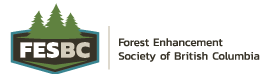 FESBC
Forest Enhancement
Society of British Columbia